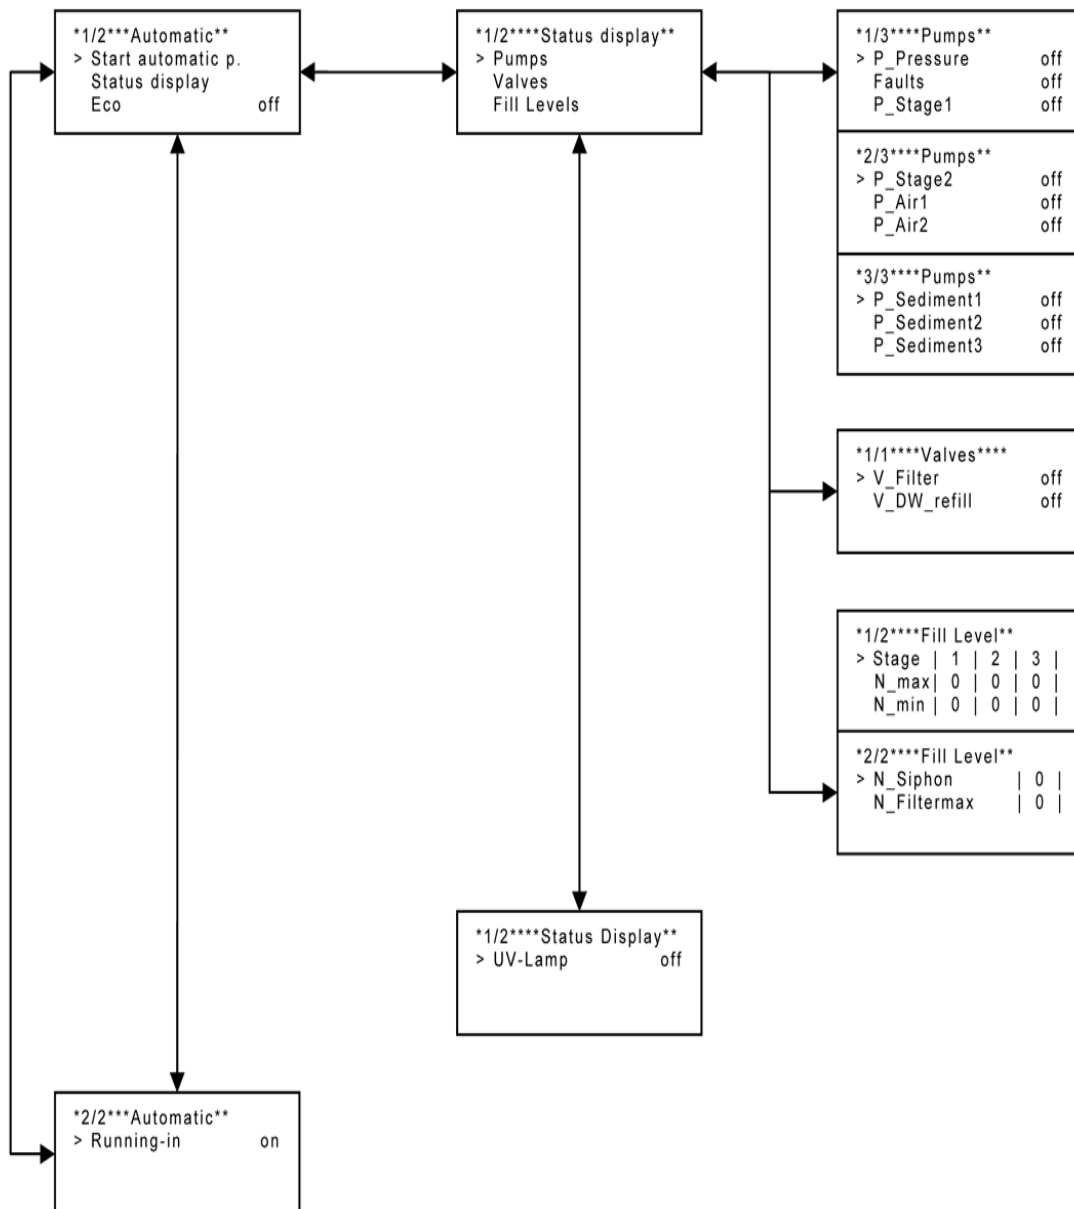 *1/2***Automatic**
> Start automatic p.
Status display
Eco off
*1/2****Status display**
> Pumps
Valves
Fill Levels
*1/3****Pumps**
> P_Pressure off
Faults off
P_Stage1 off
*2/3****Pumps**
> P_Stage2 off
P_Air1 off
P_Air2 off
*3/3****Pumps**
> P_Sediment1 off
P_Sediment2 off
P_Sediment3 off
*1/1****Valves****
> V_Filter off
V_DW_refill off
*1/2****Fill Level**
> Stage | 1 | 2 | 3 |
N_max| 0 | 0 | 0 |
N_min | 0 | 0 | 0 |
*2/2****Fill Level**
> N_Siphon | 0 |
N_Filtermax | 0 |
*1/2****Status Display**
> UV-Lamp off
*2/2***Automatic**
> Running-in on